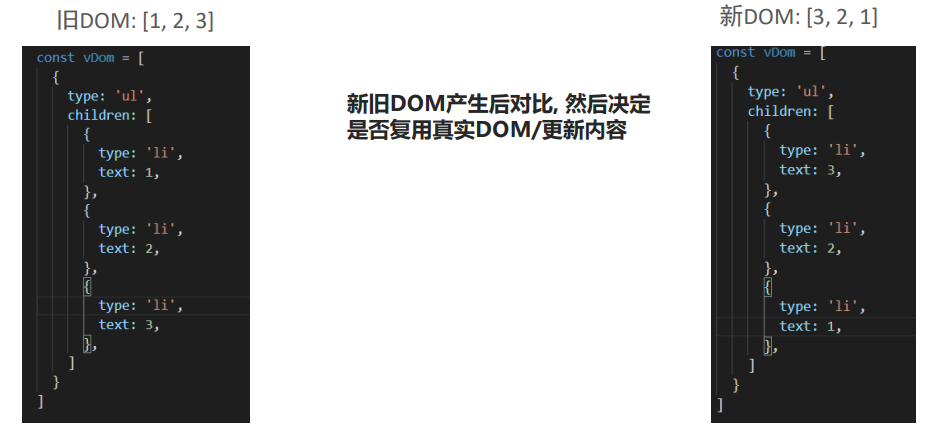 旧DOM: [1, 2, 3]
const vDom = [
{
type: 'ul',
children: [
{
type: 'li',
text: 1,
},
{
type: 'li',
text: 2,
},
{
type: 'li',
text: 3,
},
]
}
]
新旧DOM产生后对比, 然后决定
是否复用真实DOM/更新内容
新DOM: [3, 2, 1]
const vDom = [
{
type: 'ul',
children: [
{
type: 'li',
text: 3,
},
{
type: 'li',
text: 2,
},
{
type: 'li',
text: 1,
},
]
}
]